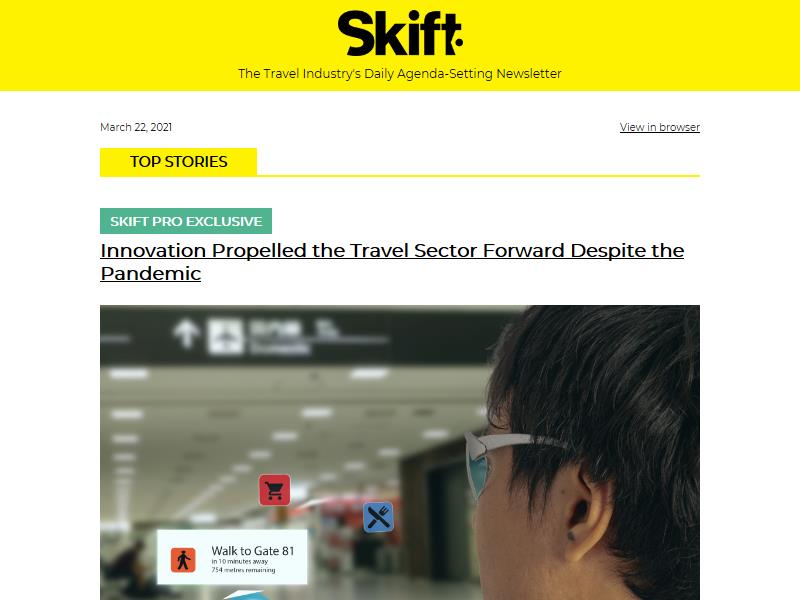 Skift
The Travel Industry's Daily Agenda-Setting Newsletter
March 22, 2021
View in browser
TOP STORIES
SKIFT PRO EXCLUSIVE
Innovation Propelled the Travel Sector Forward Despite the
Pandemic
Domestic
Walk to Gate 81
in 10 minutes away
754 metres remaining